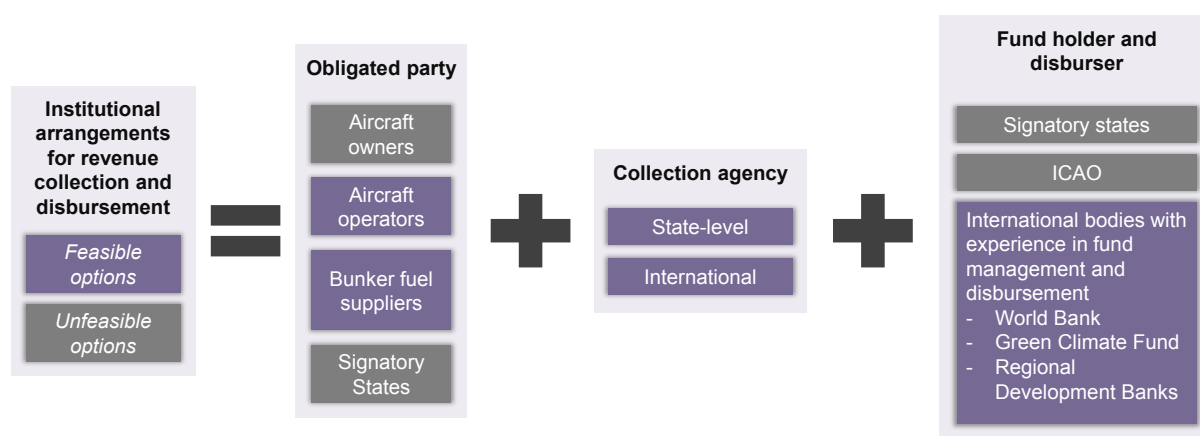 Institutional
arrangements
for revenue
collection and
disbursement
Feasible
options
Unfeasible
options
Obligated party
Aircraft
owners
Aircraft
operators
Bunker fuel
suppliers
Signatory
States
Collection agency
State-level
International
Fund holder and
disburser
Signatory states
ICAO
International bodies with
experience in fund
management and
disbursement
- World Bank
- Green Climate Fund
- Regional
Development Banks